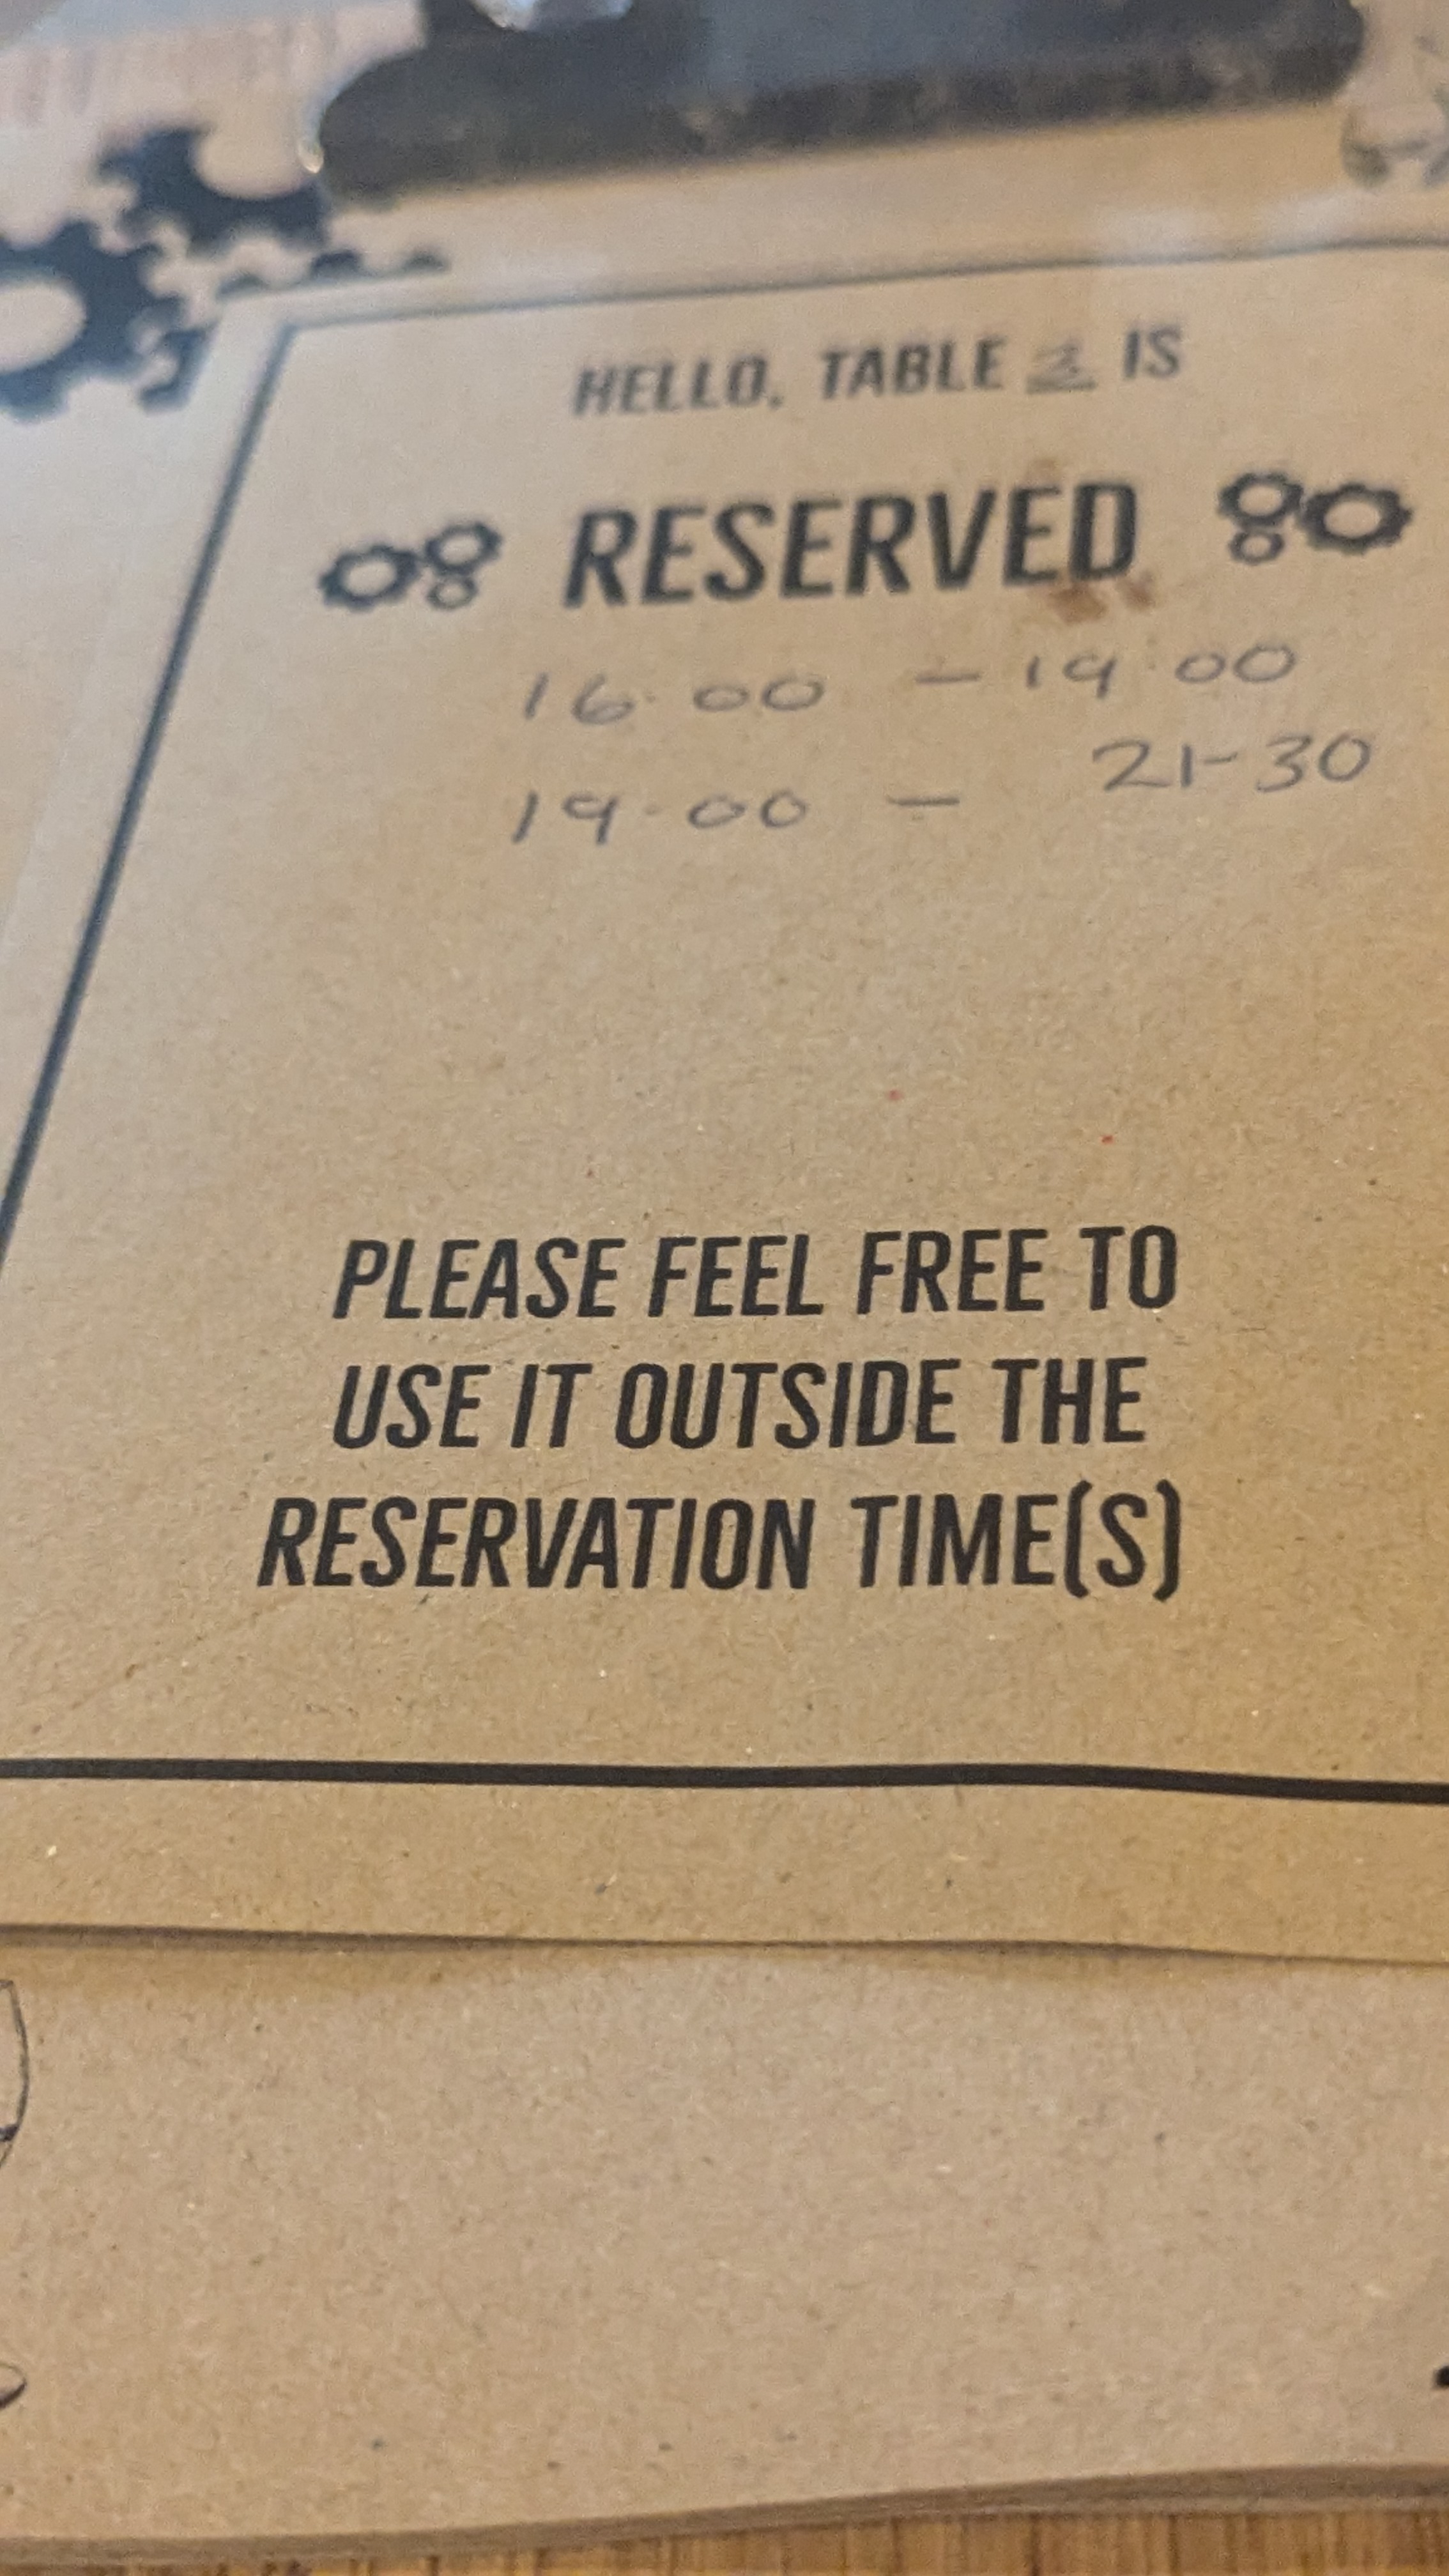 HELLO, TABLE IS
RESERVED
16.00 - 19.00
19.00 - 21-30
PLEASE FEEL FREE TO
USE IT OUTSIDE THE
RESERVATION TIME(S)